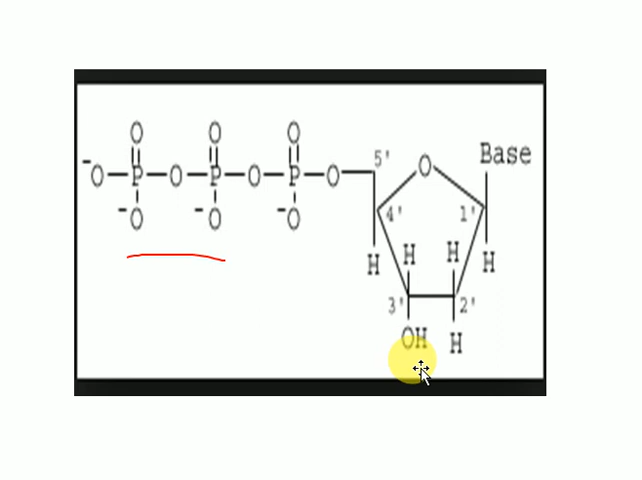 O O O
5'
Base
⁻O P O P O P O O
4' 1'
⁻O ⁻O ⁻O
H H H H
3' 2'
OH H